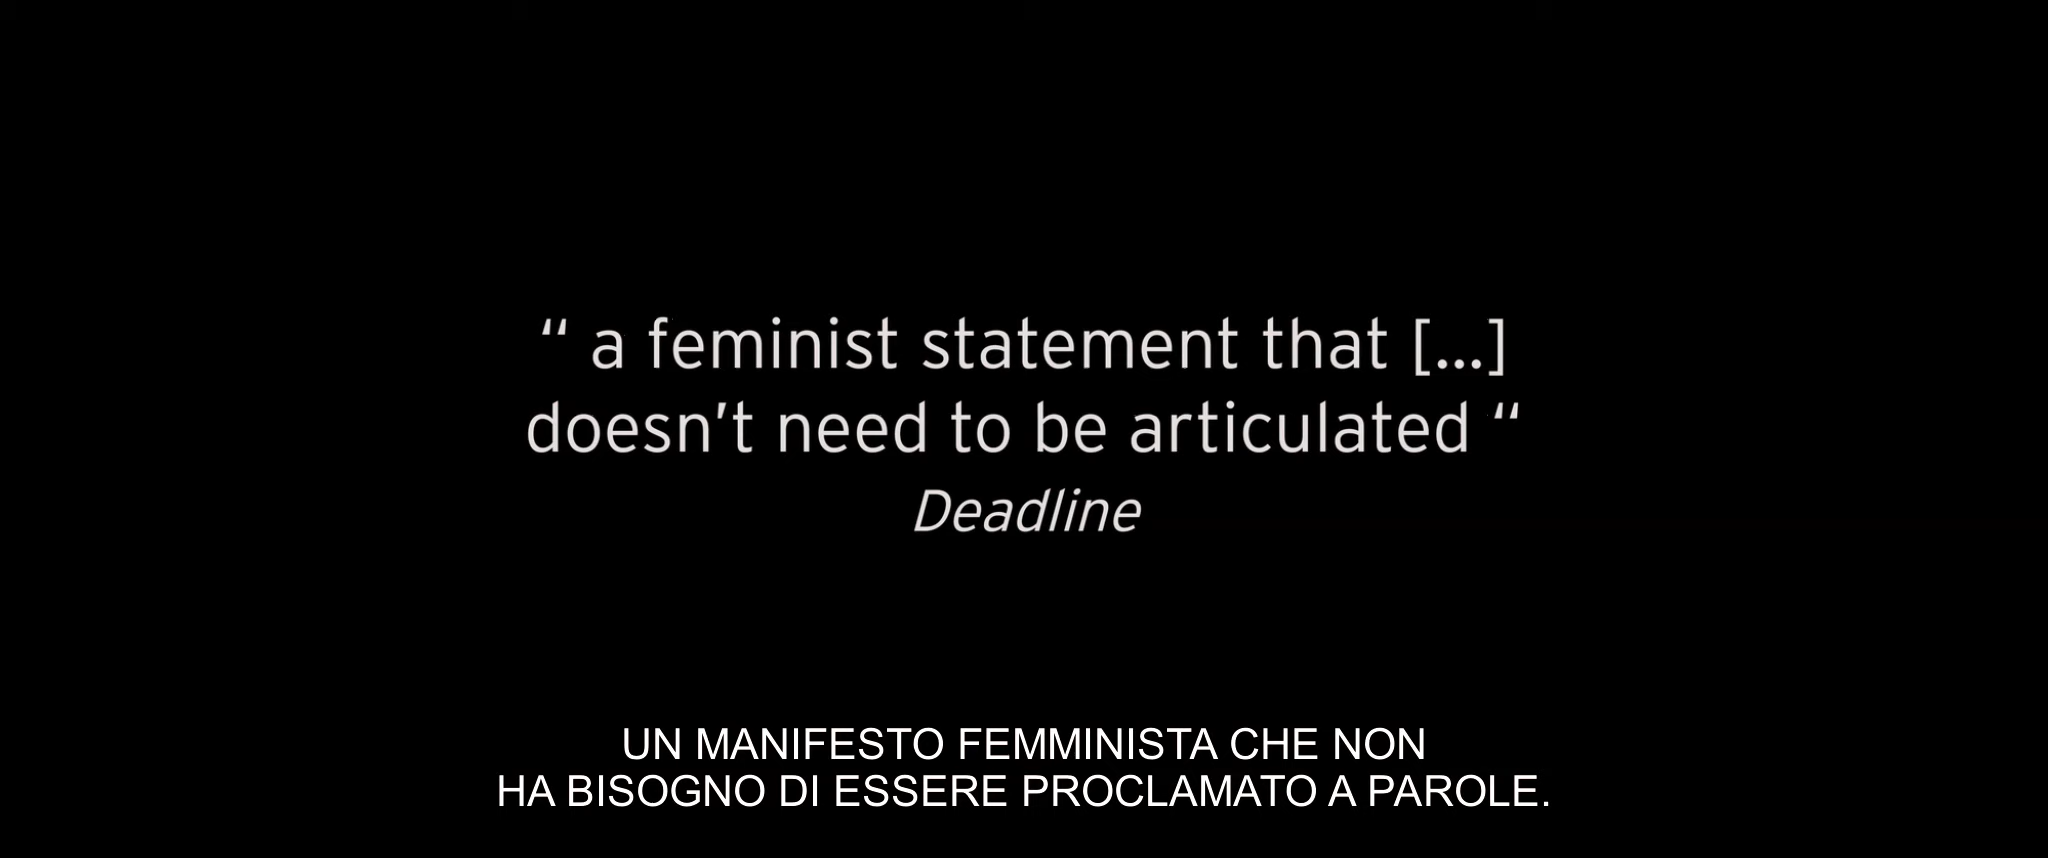 “ a feminist statement that [...]
doesn't need to be articulated “
Deadline
UN MANIFESTO FEMMINISTA CHE NON
HA BISOGNO DI ESSERE PROCLAMATO A PAROLE.